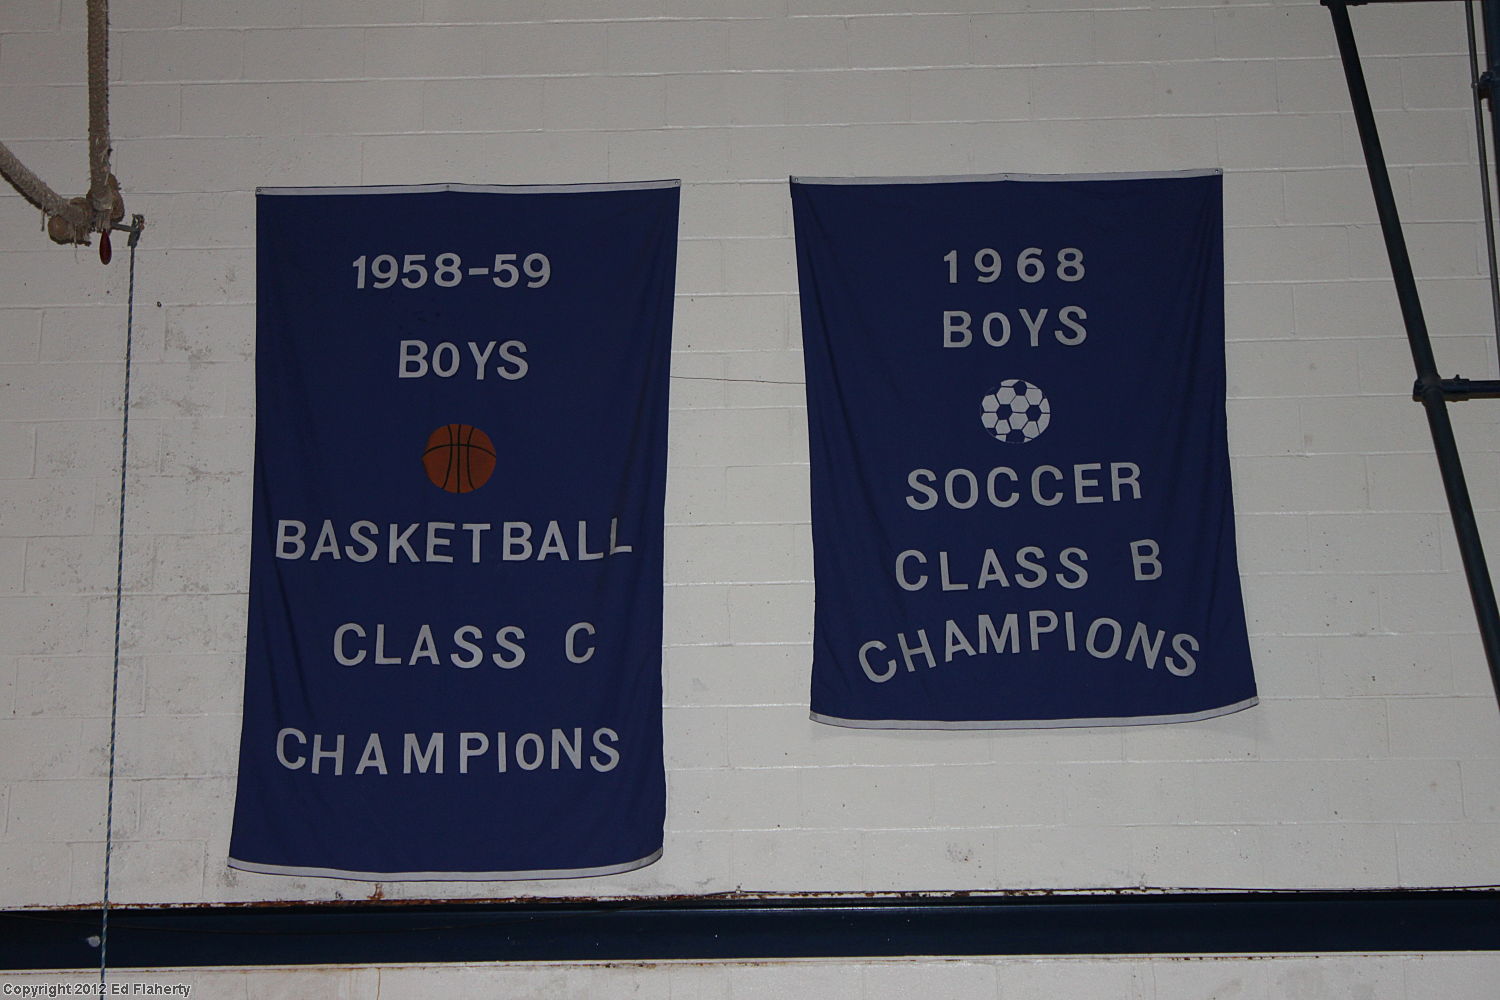 1958-59
BOYS
BASKETBALL
CLASS C
CHAMPIONS
1968
BOYS
SOCCER
CLASS B
CHAMPIONS
Copyright 2012 Ed Flaherty